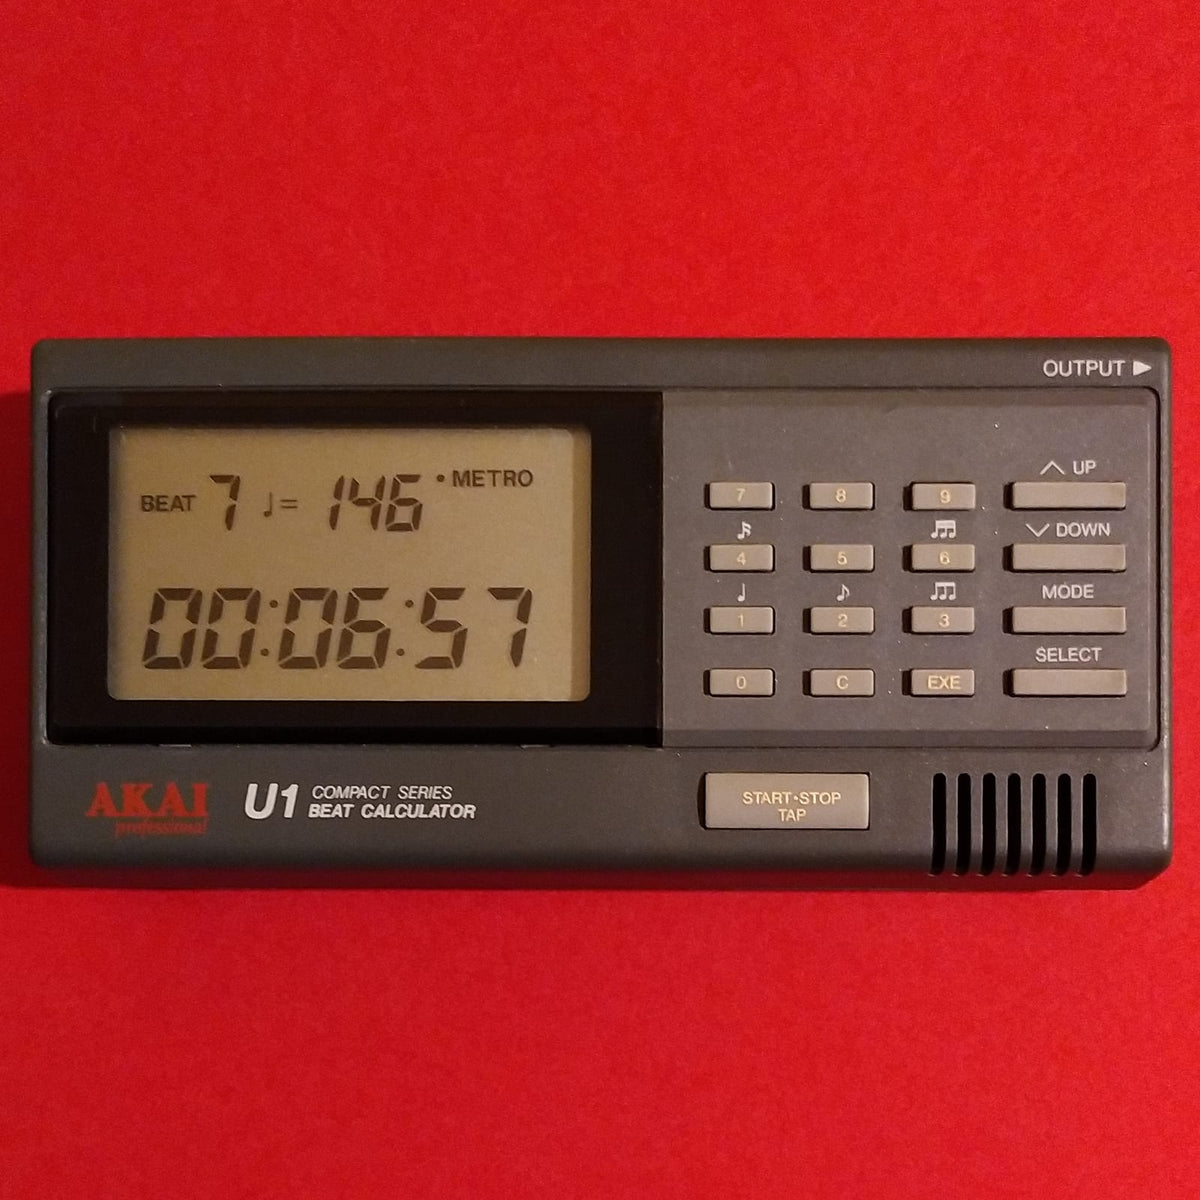 OUTPUT ▶
BEAT 7 ♩= 146 • METRO
00:06:57
7 8 9
4 5 6
1 2 3
0 C EXE
UP
DOWN
MODE
SELECT
START•STOP
TAP
AKAI
professional
U1 COMPACT SERIES
BEAT CALCULATOR